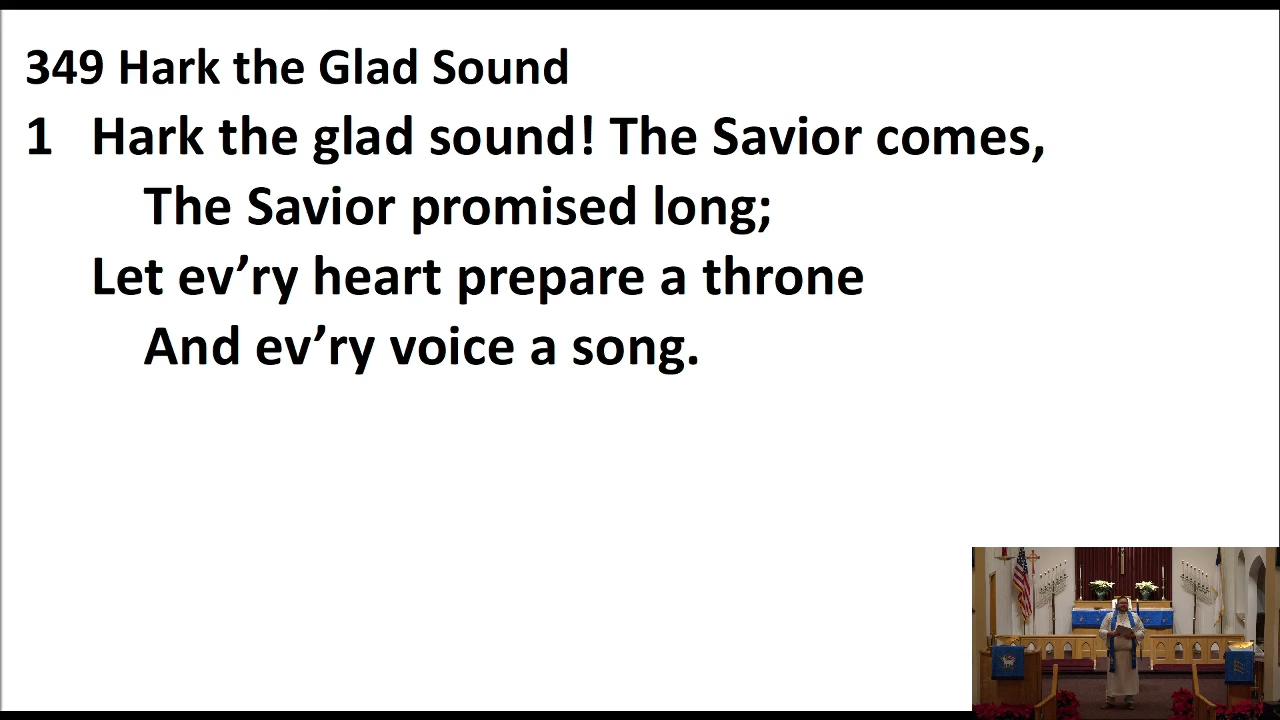 349 Hark the Glad Sound
1 Hark the glad sound! The Savior comes,
The Savior promised long;
Let ev’ry heart prepare a throne
And ev’ry voice a song.